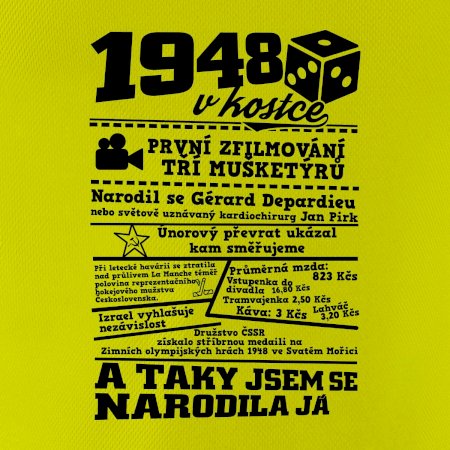 1948
v kostce
PRVNÍ ZFILMOVÁNÍ
TŘÍ MUŠKETÝRŮ
Narodil se Gérard Depardieu
nebo světově uznávaný kardiochirurg Jan Pirk
Únorový převrat ukázal
kam směřujeme
Při letecké havárii se ztratila
nad průlivem La Manche téměř
polovina reprezentačního
hokejového mužstva
Československa.
Průměrná mzda:
823 Kčs
Vstupenka do
divadla 16,80 Kčs
Tramvajenka 2,50 Kčs
Káva: 3 Kčs
Lahváč
3,20 Kčs
Izrael vyhlašuje
nezávislost
Družstvo ČSSR
získalo stříbrnou medaili na
Zimních olympijských hrách 1948 ve Svatém Mořici
A TAKY JSEM SE
NARODILA JÁ